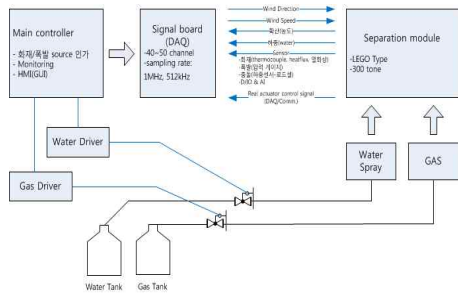 Main controller
- 화재/폭발 source 인가
- Monitoring
- HMI(GUI)
Signal board
(DAQ)
-40~50 channel
-sampling rate:
1MHz, 512kHz
Wind Direction
Wind Speed
확산(농도)
하중(water)
Sensor
-화재(thermocouple, heatflux, 열화상)
-폭발(압력 게이지)
-충돌(하중센서-로드셀)
-DIO & AI
Real actuator control signal
(DAQ/Comm.)
Separation module
-LEGO Type
-300 tone
Water Driver
Gas Driver
Water
Spray
GAS
Water Tank
Gas Tank